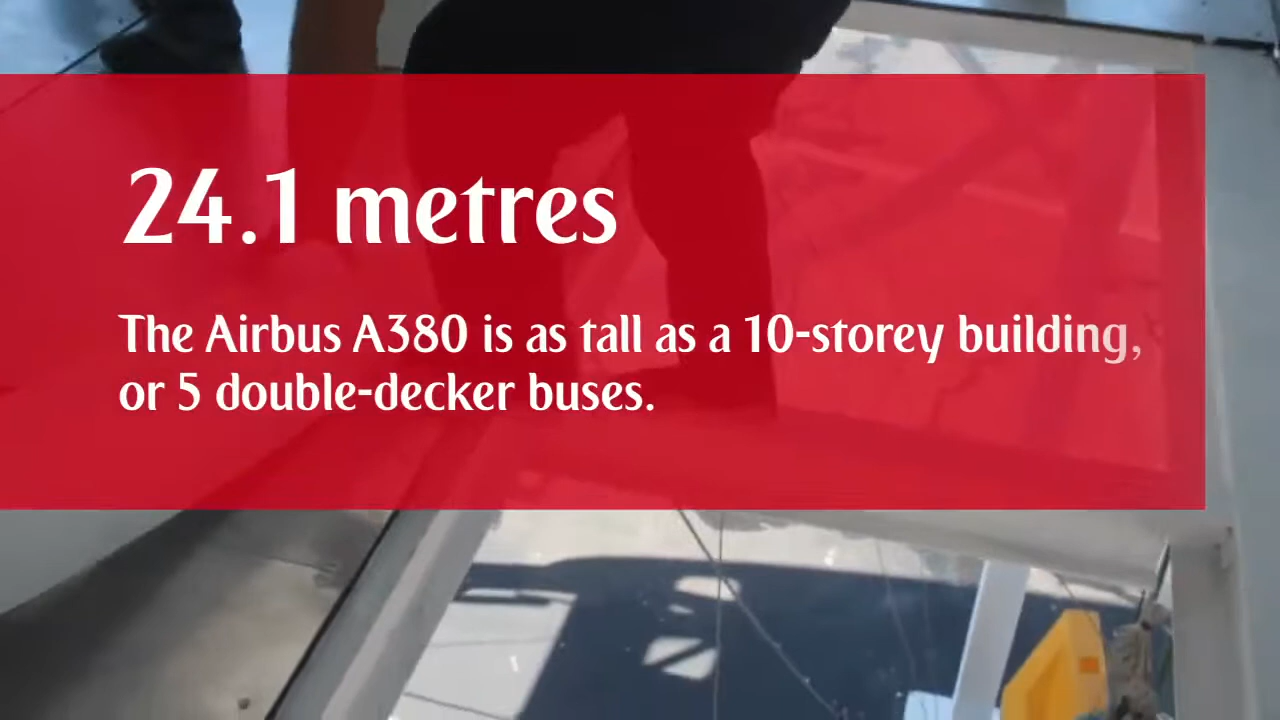 24.1 metres
The Airbus A380 is as tall as a 10-storey building,
or 5 double-decker buses.